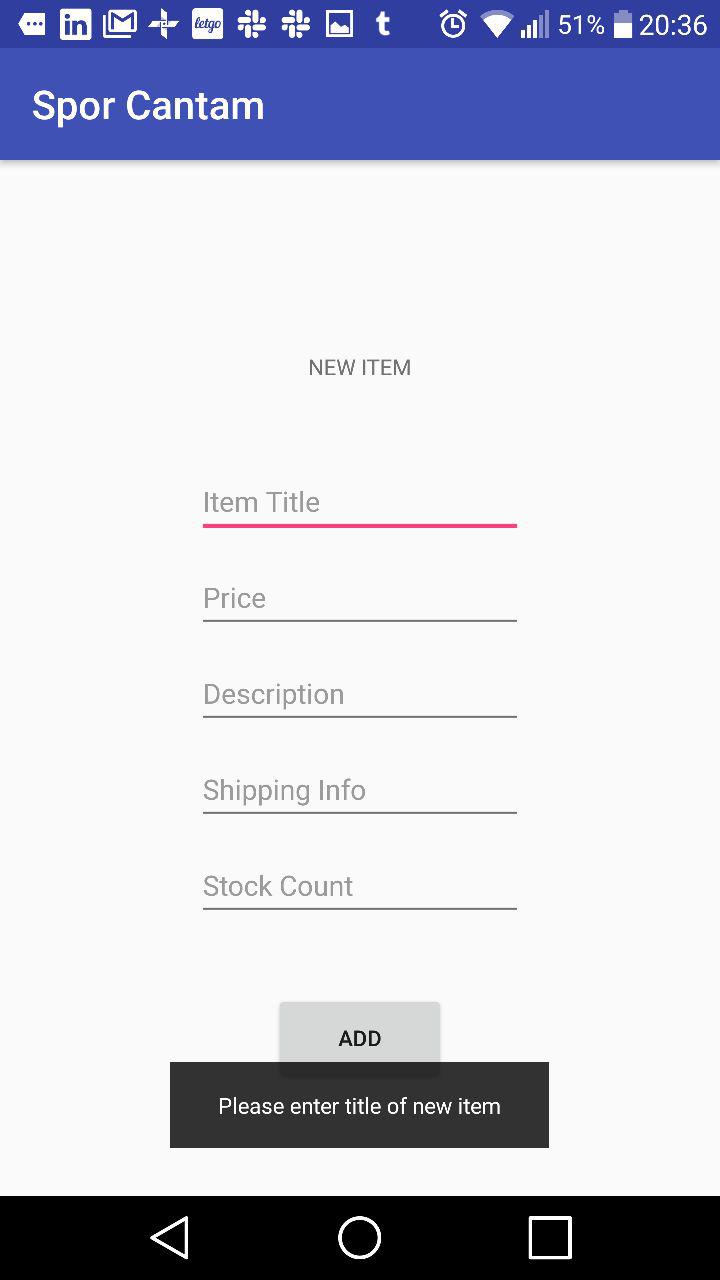 in M letgo t 51% 20:36
Spor Cantam
NEW ITEM
Item Title
Price
Description
Shipping Info
Stock Count
ADD
Please enter title of new item